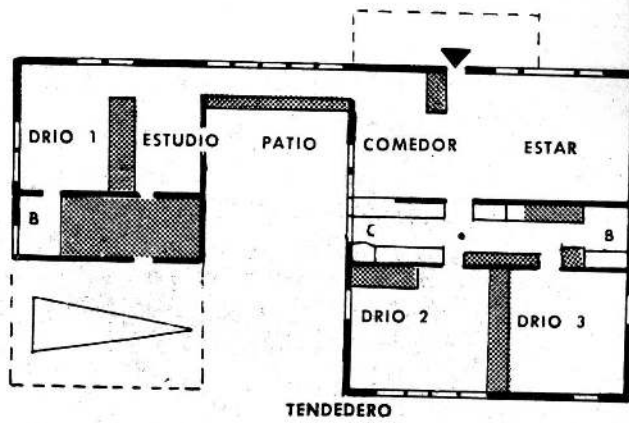 DRIO 1
ESTUDIO
PATIO
COMEDOR
ESTAR
B
C
B
DRIO 2
DRIO 3
TENDEDERO